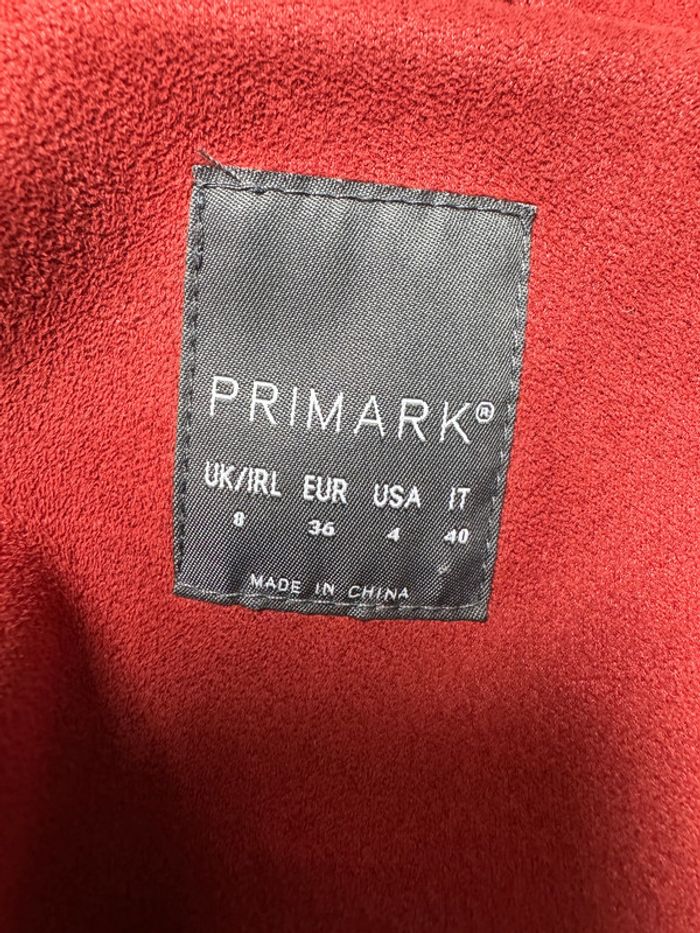 PRIMARK®
UK/IRL EUR USA IT
8 36 4 40
MADE IN CHINA